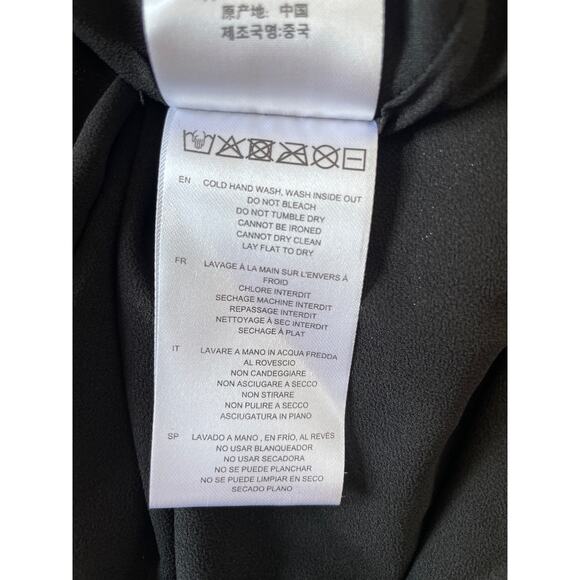 原产地: 中国
제조국명:중국
EN COLD HAND WASH, WASH INSIDE OUT
DO NOT BLEACH
DO NOT TUMBLE DRY
CANNOT BE IRONED
CANNOT DRY CLEAN
LAY FLAT TO DRY
FR LAVAGE À LA MAIN SUR L'ENVERS À
FROID
CHLORE INTERDIT
SECHAGE MACHINE INTERDIT
REPASSAGE INTERDIT
NETTOYAGE À SEC INTERDIT
SECHAGE À PLAT
IT LAVARE A MANO IN ACQUA FREDDA
AL ROVESCIO
NON CANDEGGIARE
NON ASCIUGARE A SECCO
NON STIRARE
NON PULIRE A SECCO
ASCIUGATURA IN PIANO
SP LAVADO A MANO , EN FRÍO, AL REVÉS
NO USAR BLANQUEADOR
NO USAR SECADORA
NO SE PUEDE PLANCHAR
NO SE PUEDE LIMPIAR EN SECO
SECADO PLANO